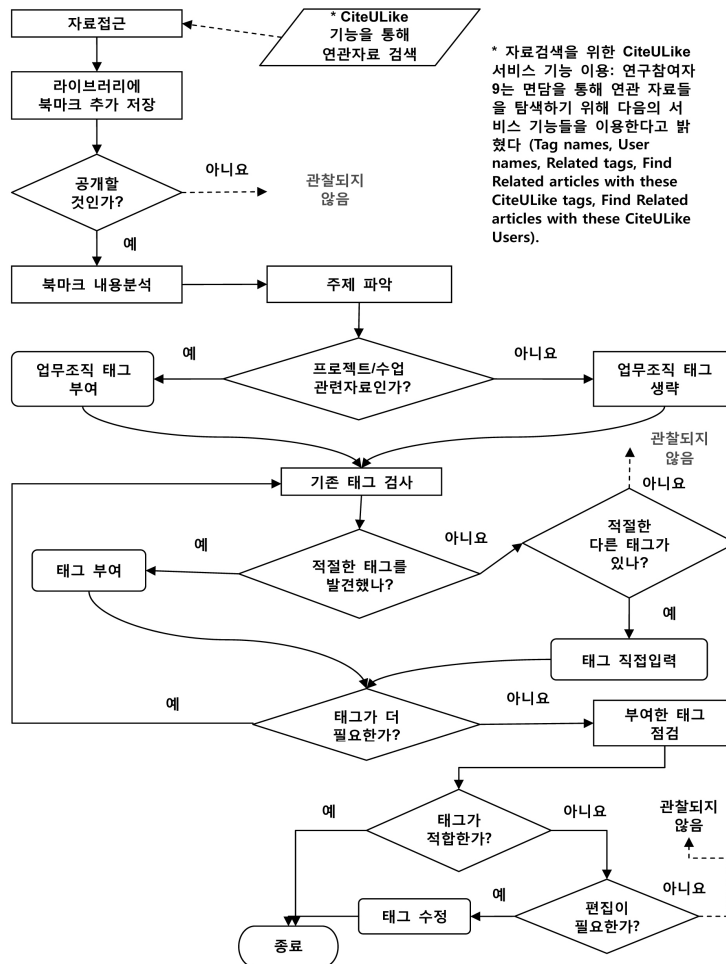 자료접근
* CiteULike
기능을 통해
연관자료 검색
* 자료검색을 위한 CiteULike
서비스 기능 이용: 연구참여자
9는 면담을 통해 연관 자료들
을 탐색하기 위해 다음의 서
비스 기능들을 이용한다고 밝
혔다 (Tag names, User
names, Related tags, Find
Related articles with these
CiteULike tags, Find Related
articles with these CiteULike
Users).
라이브러리에
북마크 추가 저장
공개할
것인가?
아니요
관찰되지
않음
예
북마크 내용분석
주제 파악
프로젝트/수업
관련자료인가?
예
아니요
업무조직 태그
부여
업무조직 태그
생략
기존 태그 검사
관찰되지
않음
아니요
적절한 태그를
발견했나?
예
아니요
적절한
다른 태그가
있나?
태그 부여
예
태그 직접입력
태그가 더
필요한가?
예
아니요
부여한 태그
점검
태그가
적합한가?
예
아니요
관찰되지
않음
편집이
필요한가?
예
아니요
태그 수정
종료